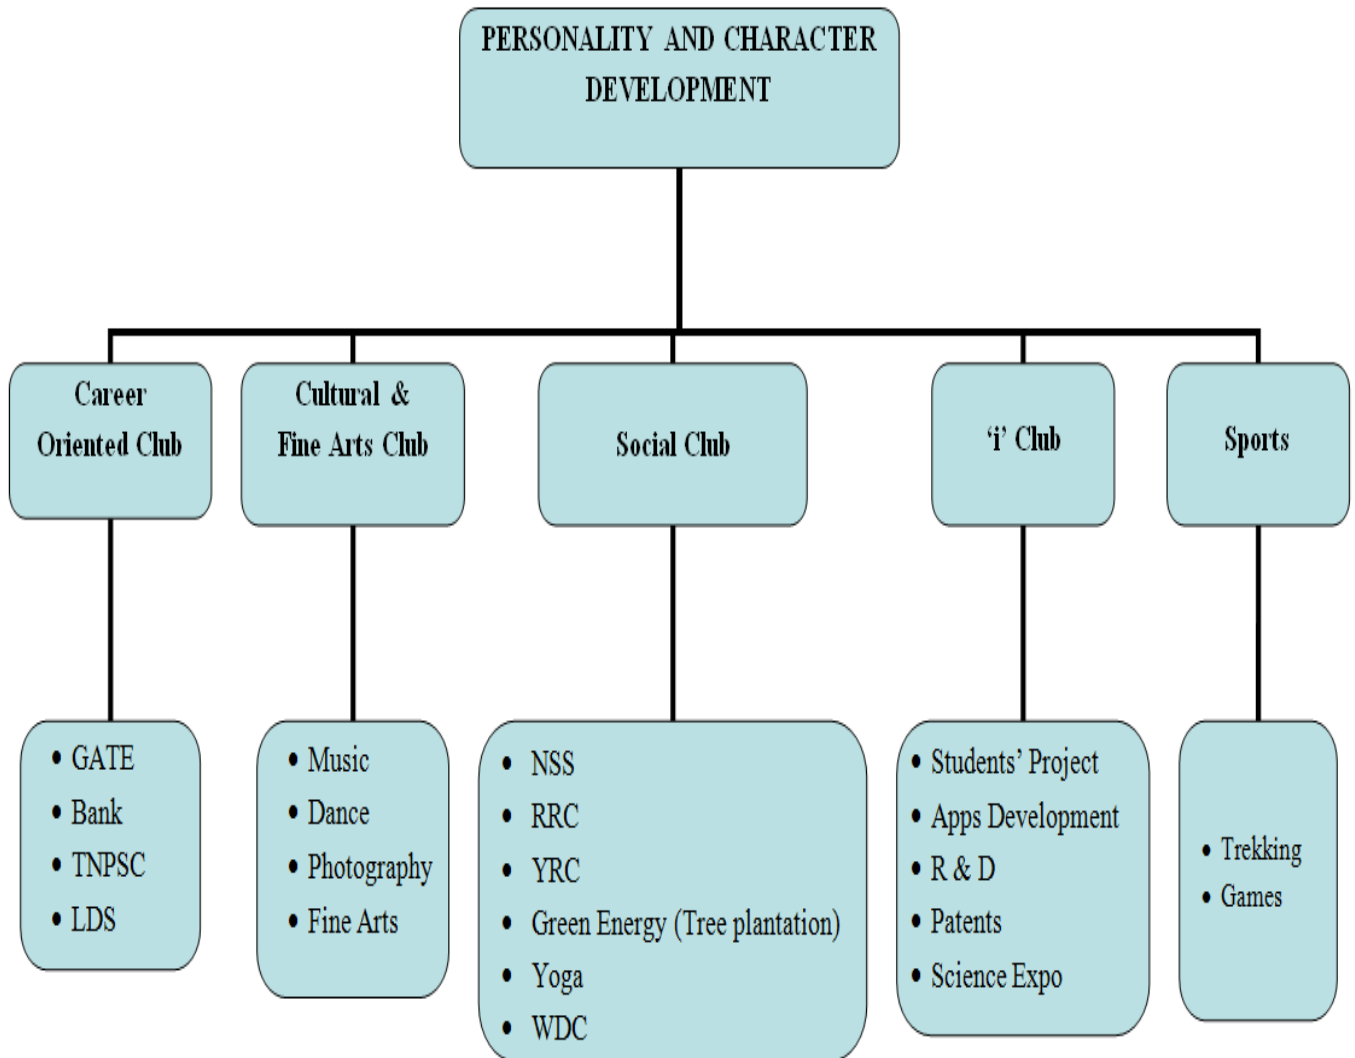 PERSONALITY AND CHARACTER
DEVELOPMENT
Career
Oriented Club
Cultural &
Fine Arts Club
Social Club
‘i’ Club
Sports
• GATE
• Bank
• TNPSC
• LDS
• Music
• Dance
• Photography
• Fine Arts
• NSS
• RRC
• YRC
• Green Energy (Tree plantation)
• Yoga
• WDC
• Students’ Project
• Apps Development
• R & D
• Patents
• Science Expo
• Trekking
• Games